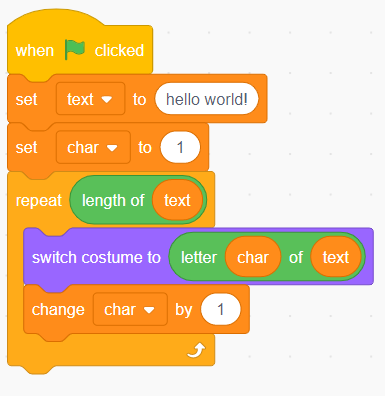 when clicked
set text to hello world!
set char to 1
repeat length of text
switch costume to letter char of text
change char by 1